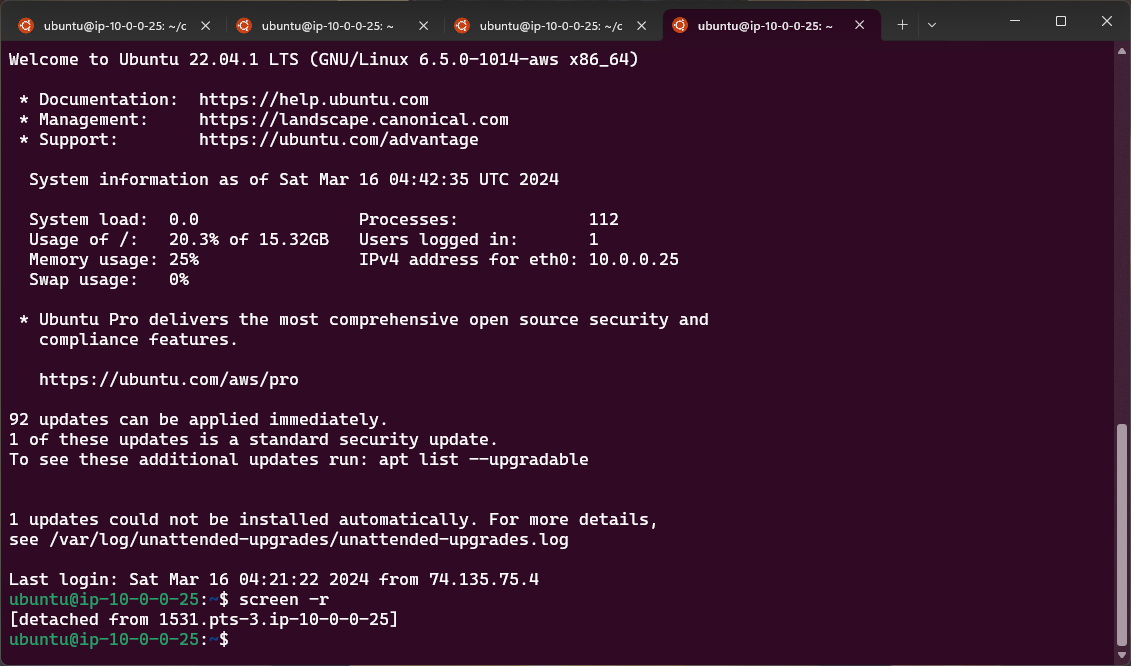 ubuntu@ip-10-0-0-25: ~/c
ubuntu@ip-10-0-0-25: ~
ubuntu@ip-10-0-0-25: ~/c
ubuntu@ip-10-0-0-25: ~
Welcome to Ubuntu 22.04.1 LTS (GNU/Linux 6.5.0-1014-aws x86_64)
* Documentation:  https://help.ubuntu.com
* Management:     https://landscape.canonical.com
* Support:        https://ubuntu.com/advantage
System information as of Sat Mar 16 04:42:35 UTC 2024
System load:  0.0                Processes:             112
Usage of /:   20.3% of 15.32GB   Users logged in:       1
Memory usage: 25%                IPv4 address for eth0: 10.0.0.25
Swap usage:   0%
* Ubuntu Pro delivers the most comprehensive open source security and
compliance features.
https://ubuntu.com/aws/pro
92 updates can be applied immediately.
1 of these updates is a standard security update.
To see these additional updates run: apt list --upgradable
1 updates could not be installed automatically. For more details,
see /var/log/unattended-upgrades/unattended-upgrades.log
Last login: Sat Mar 16 04:21:22 2024 from 74.135.75.4
ubuntu@ip-10-0-0-25:~$ screen -r
[detached from 1531.pts-3.ip-10-0-0-25]
ubuntu@ip-10-0-0-25:~$